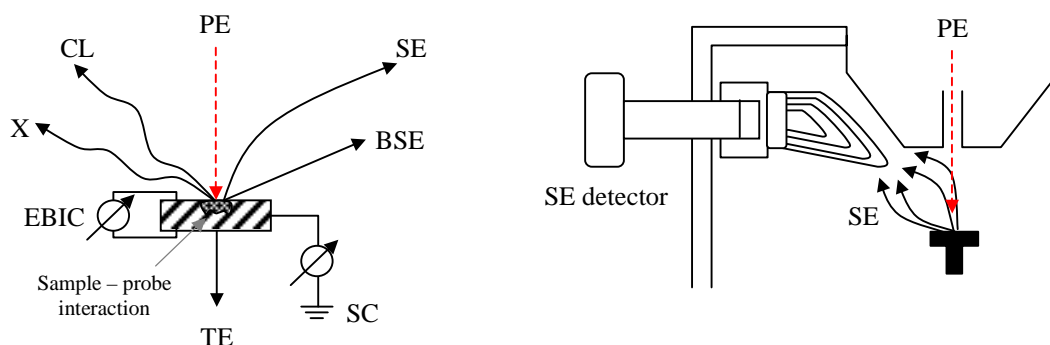 PE
CL
SE
X
BSE
EBIC
Sample – probe
interaction
SC
TE
PE
SE detector
SE